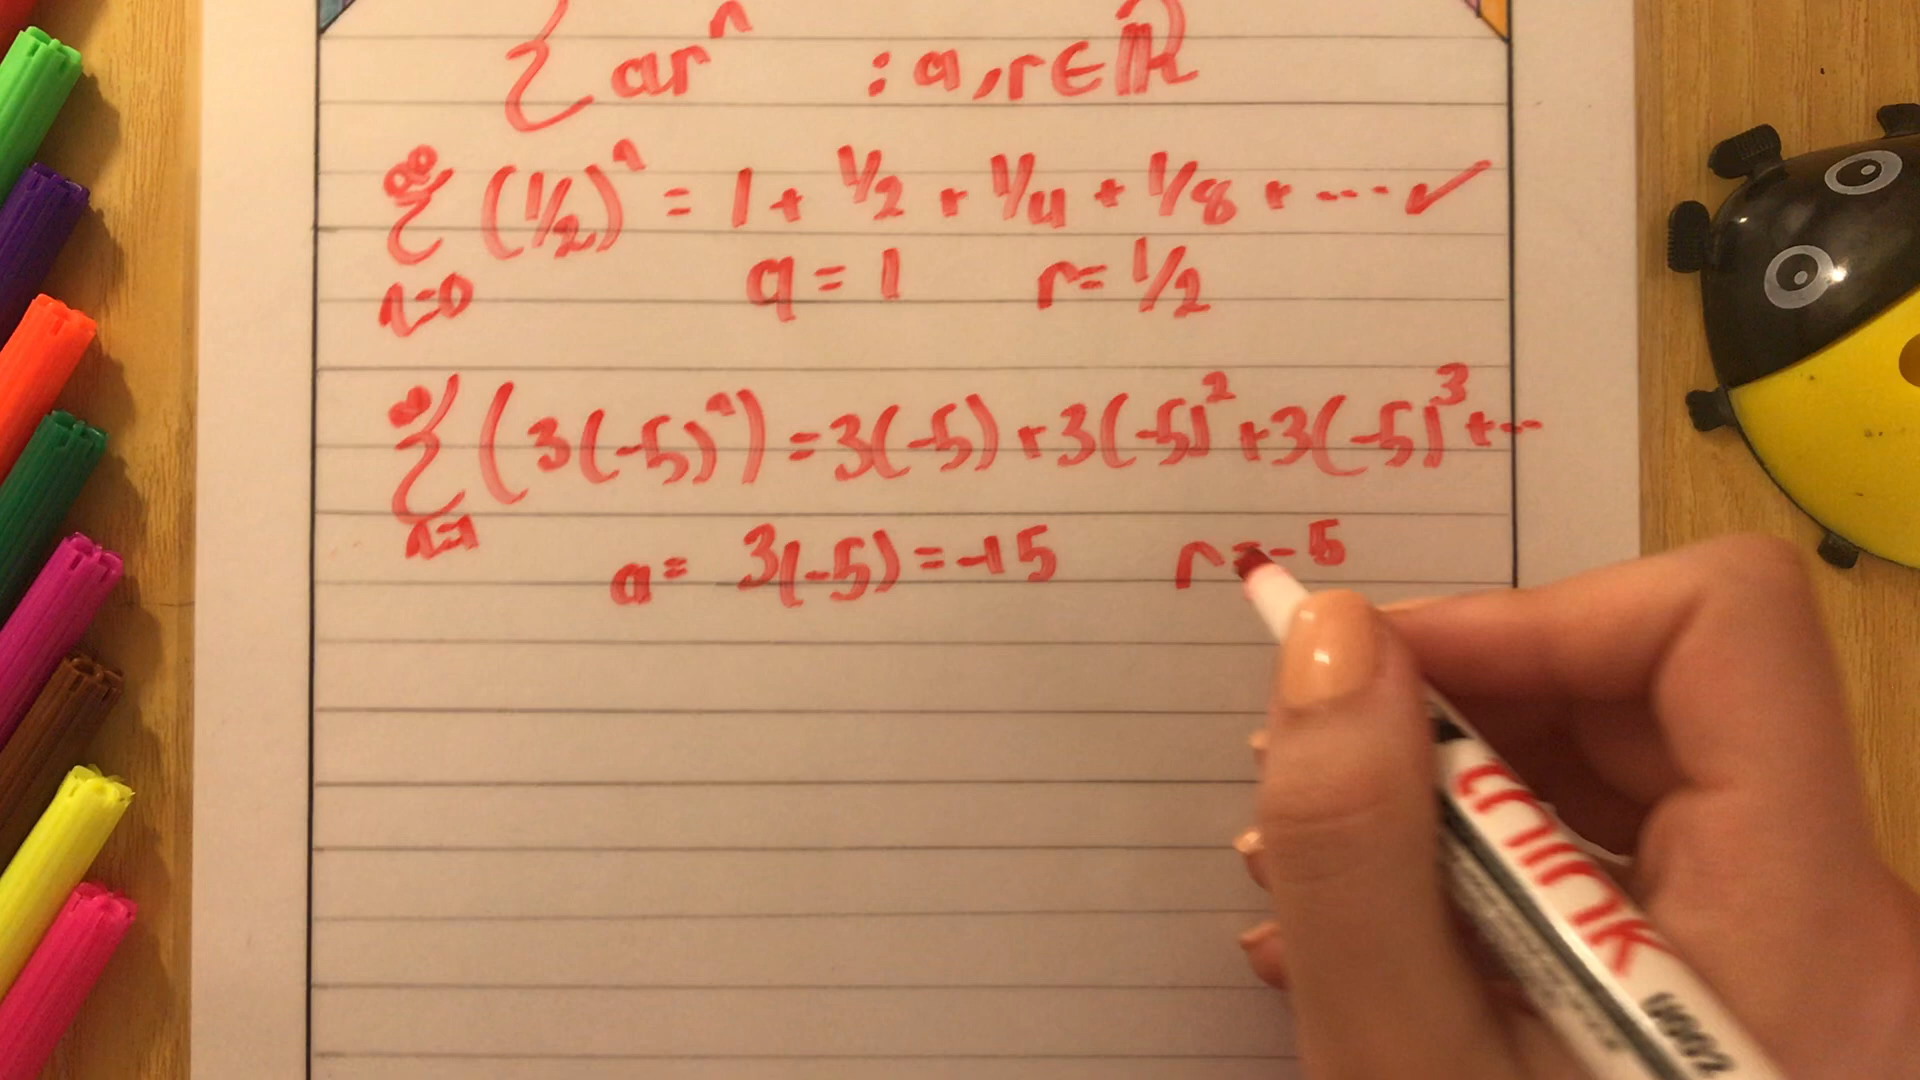 Σ arⁿ : a, r ∈ ℝ
∞ Σ n=0 (1/2)ⁿ = 1 + 1/2 + 1/4 + 1/8 + ... ✓
a = 1 r = 1/2
∞ Σ n=1 (3(-5)ⁿ) = 3(-5) + 3(-5)² + 3(-5)³ + ...
a = 3(-5) = -15 r = -5
think